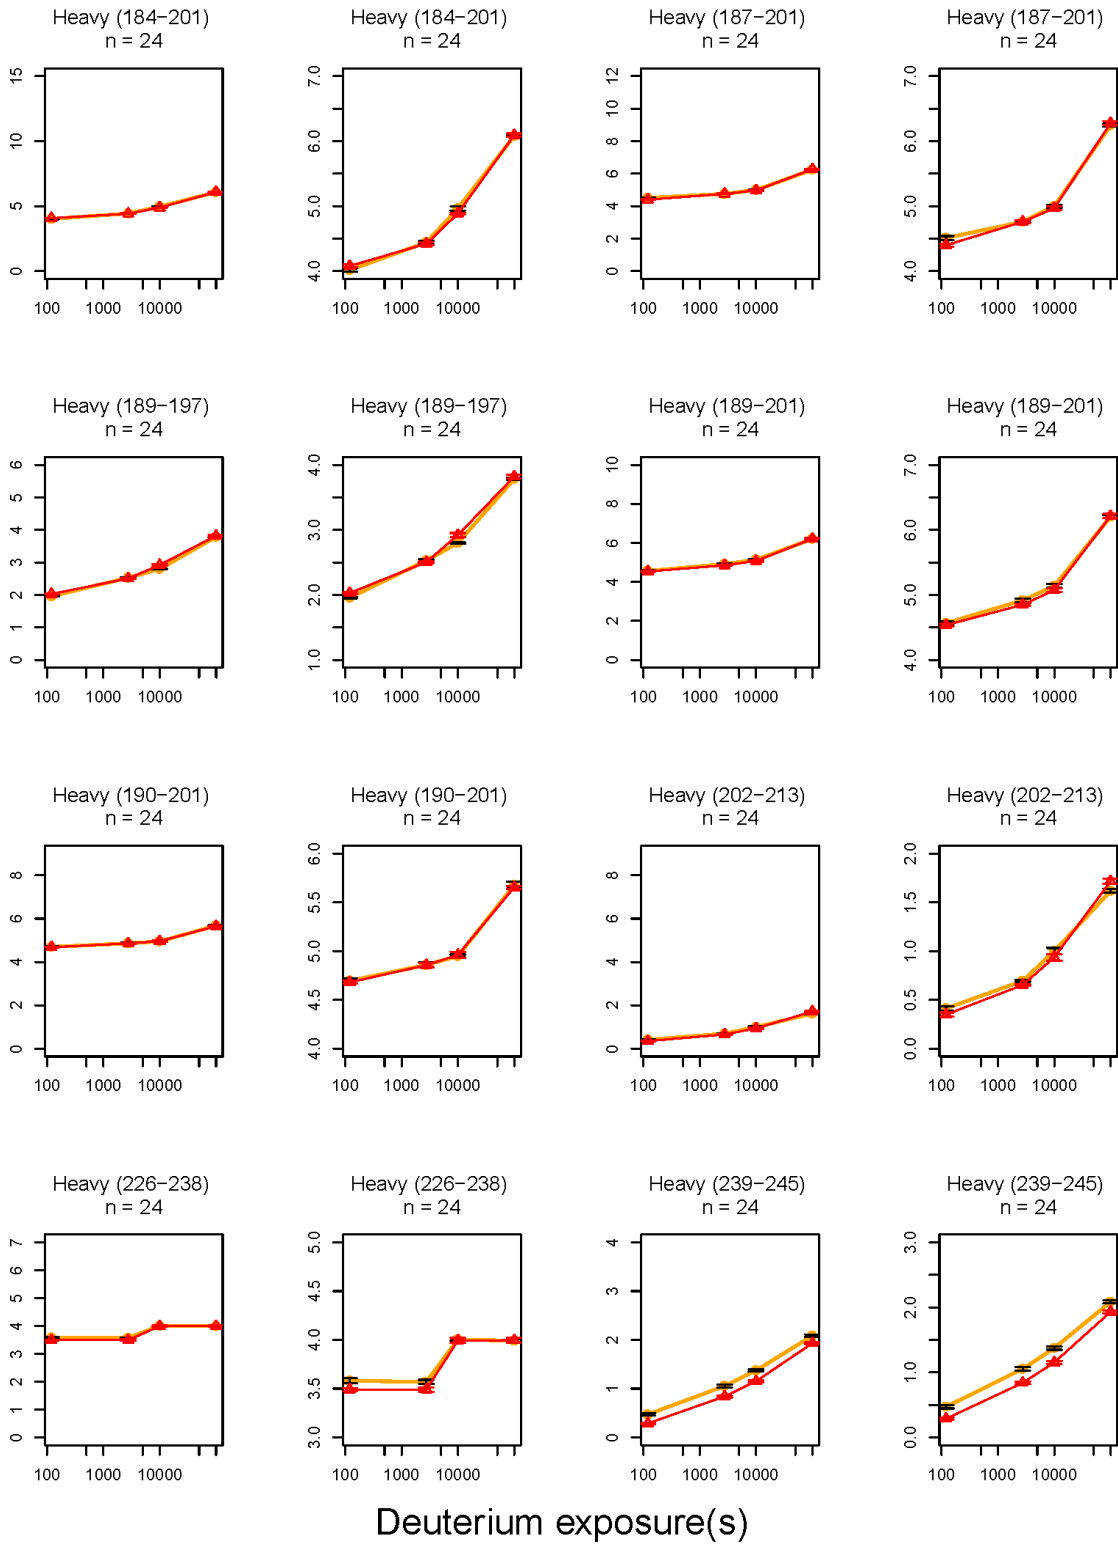 Heavy (184−201)
n = 24
15
10
5
0
100 1000 10000
Heavy (184−201)
n = 24
7.0
6.0
5.0
4.0
100 1000 10000
Heavy (187−201)
n = 24
12
10
8
6
4
2
0
100 1000 10000
Heavy (187−201)
n = 24
7.0
6.0
5.0
4.0
100 1000 10000
Heavy (189−197)
n = 24
6
5
4
3
2
1
0
100 1000 10000
Heavy (189−197)
n = 24
4.0
3.0
2.0
1.0
100 1000 10000
Heavy (189−201)
n = 24
10
8
6
4
2
0
100 1000 10000
Heavy (189−201)
n = 24
7.0
6.0
5.0
4.0
100 1000 10000
Heavy (190−201)
n = 24
8
6
4
2
0
100 1000 10000
Heavy (190−201)
n = 24
6.0
5.5
5.0
4.5
4.0
100 1000 10000
Heavy (202−213)
n = 24
8
6
4
2
0
100 1000 10000
Heavy (202−213)
n = 24
2.0
1.5
1.0
0.5
0.0
100 1000 10000
Heavy (226−238)
n = 24
7
6
5
4
3
2
1
0
100 1000 10000
Heavy (226−238)
n = 24
5.0
4.5
4.0
3.5
3.0
100 1000 10000
Heavy (239−245)
n = 24
4
3
2
1
0
100 1000 10000
Heavy (239−245)
n = 24
3.0
2.0
1.0
0.0
100 1000 10000
Deuterium exposure(s)